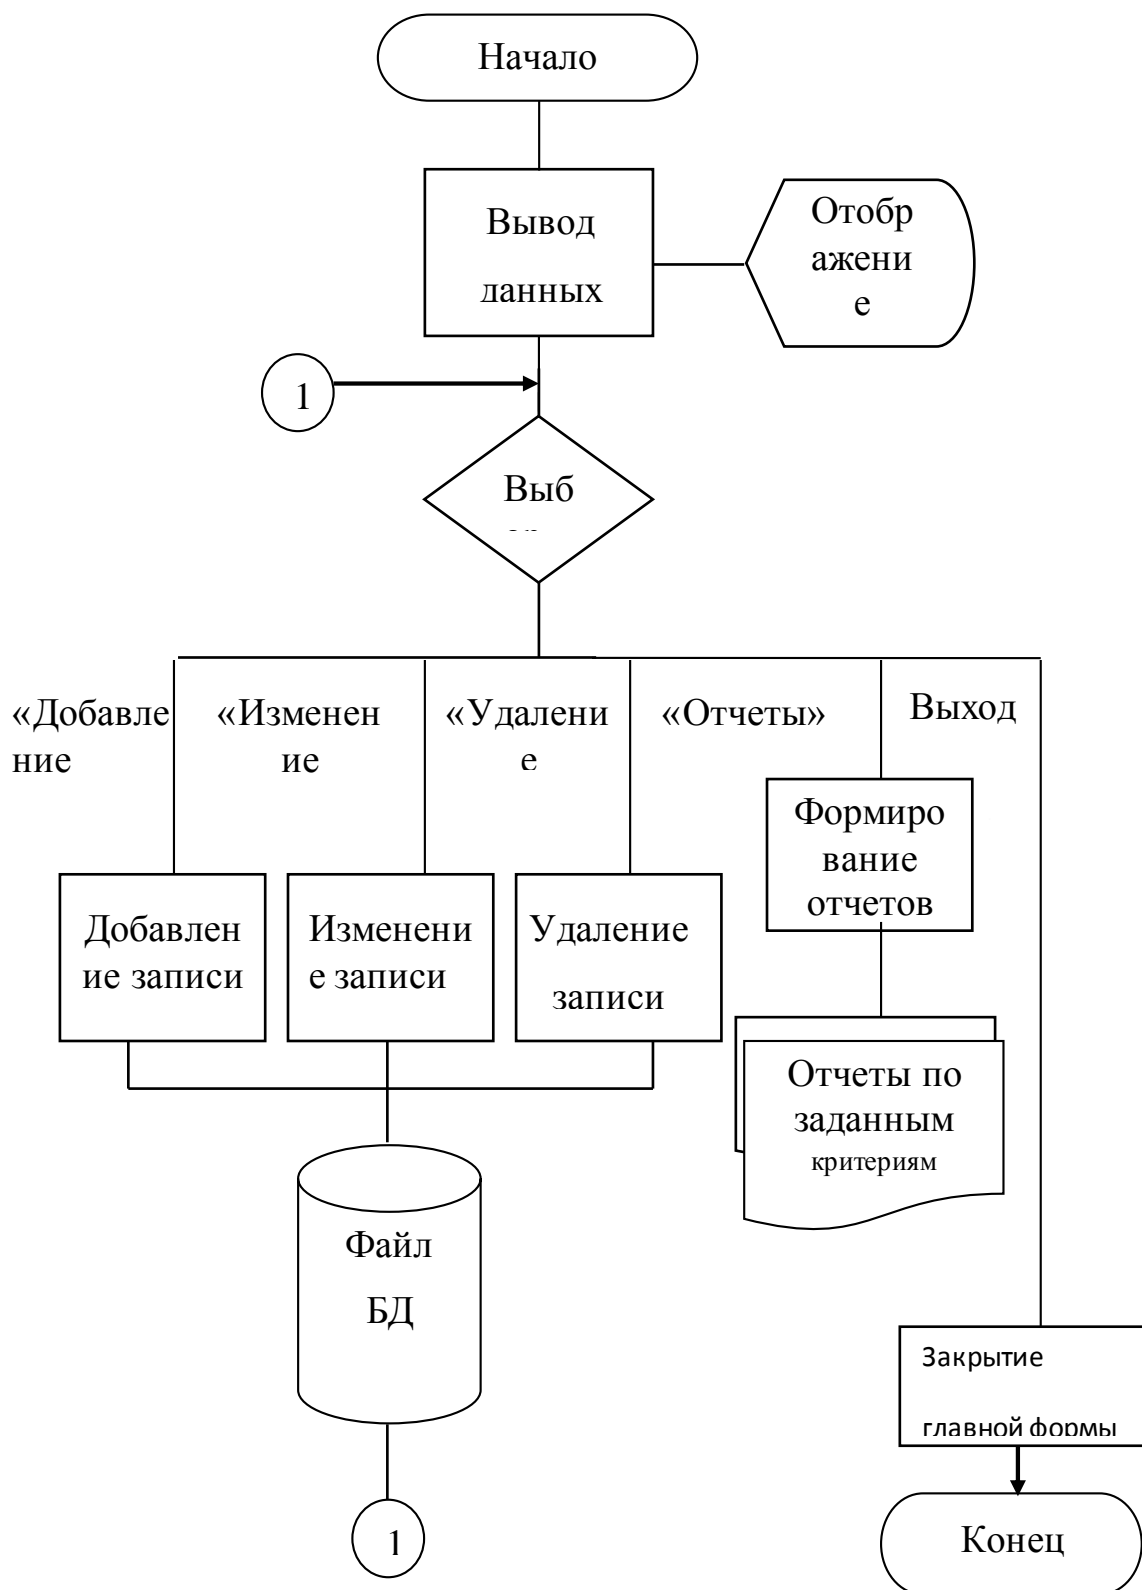 Начало
Вывод
данных
Отобр
ажени
е
1
Выб
«Добавле
ние
«Изменен
ие
«Удалени
е
«Отчеты»
Выход
Формиро
вание
отчетов
Добавлен
ие записи
Изменени
е записи
Удаление
записи
Отчеты по
заданным
критериям
Файл
БД
Закрытие
главной формы
1
Конец